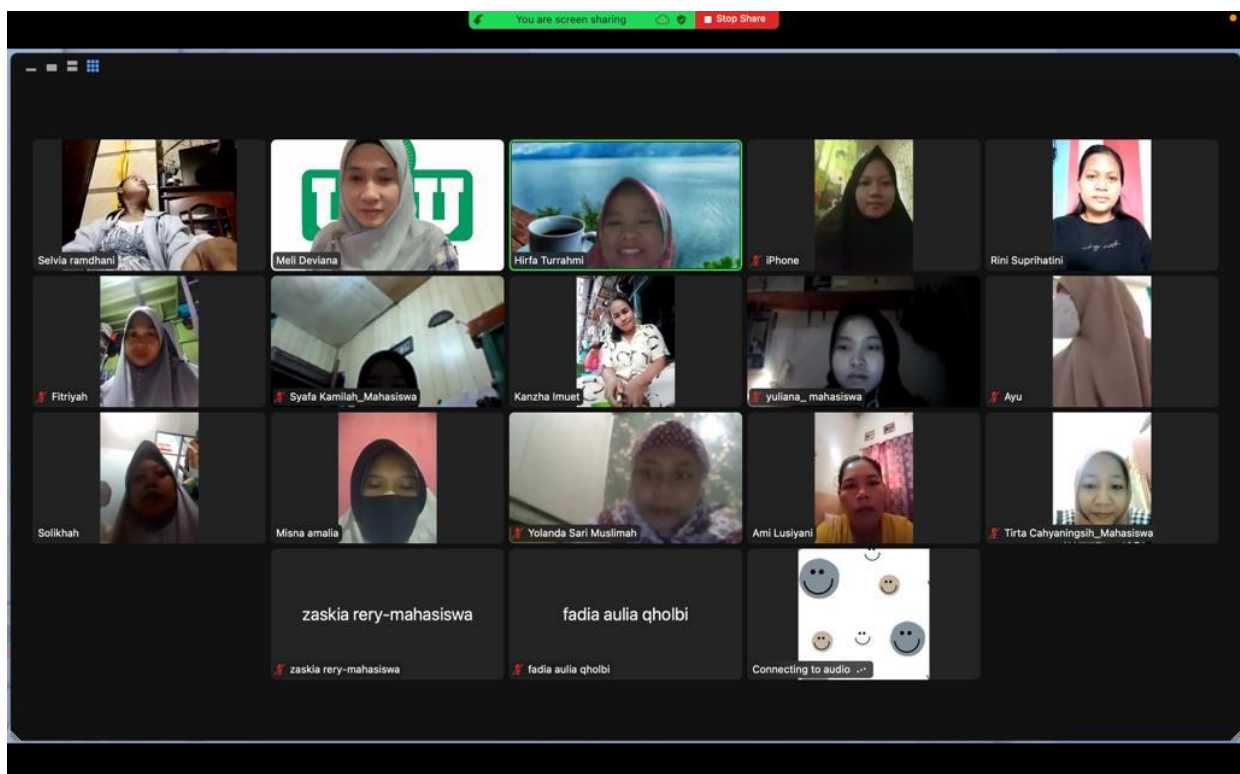 You are screen sharing
Stop Share
Selvia ramdhani
Meli Deviana
Hirfa Turrahmi
iPhone
Rini Suprihatini
Fitriyah
Syafa Kamilah_Mahasiswa
Kanzha Imuet
yuliana_ mahasiswa
Ayu
Solikhah
Misna amalia
Yolanda Sari Muslimah
Ami Lusiyani
Tirta Cahyaningsih_Mahasiswa
zaskia rery-mahasiswa
zaskia rery-mahasiswa
fadia aulia qholbi
fadia aulia qholbi
Connecting to audio ...